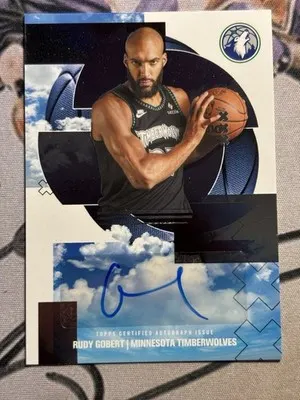 TIMBERWOLVES
TOPPS CERTIFIED AUTOGRAPH ISSUE
RUDY GOBERT | MINNESOTA TIMBERWOLVES